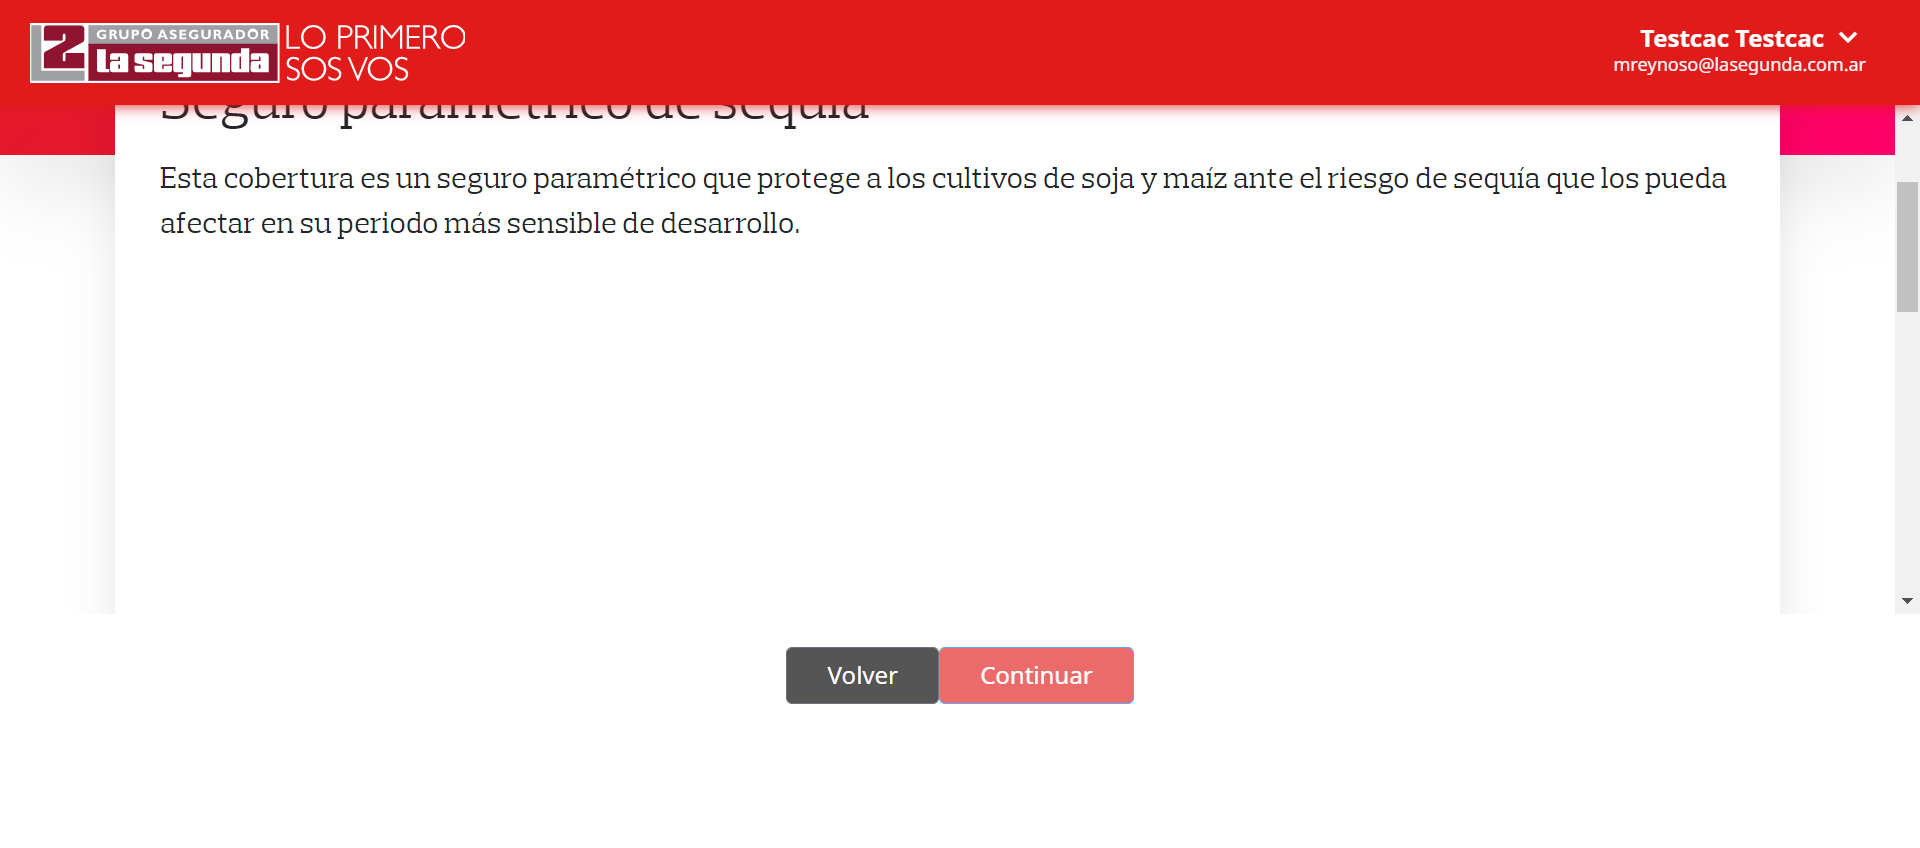 GRUPO ASEGURADOR
La segunda
LO PRIMERO
SOS VOS
Testcac Testcac
mreynoso@lasegunda.com.ar
Seguro paramétrico de sequía
Esta cobertura es un seguro paramétrico que protege a los cultivos de soja y maíz ante el riesgo de sequía que los pueda
afectar en su periodo más sensible de desarrollo.
Volver
Continuar